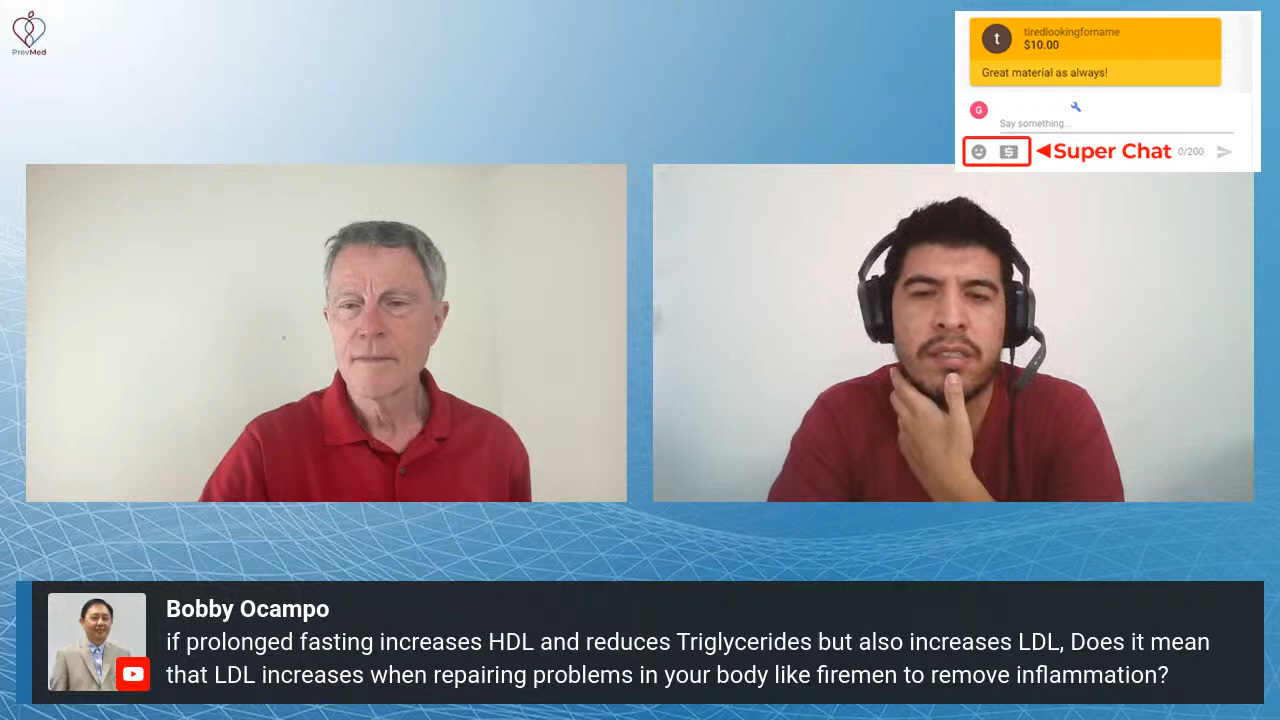 PrevMed
t
tiredlookingforname
$10.00
Great material as always!
G
Say something...
Super Chat
0/200
Bobby Ocampo
if prolonged fasting increases HDL and reduces Triglycerides but also increases LDL, Does it mean
that LDL increases when repairing problems in your body like firemen to remove inflammation?